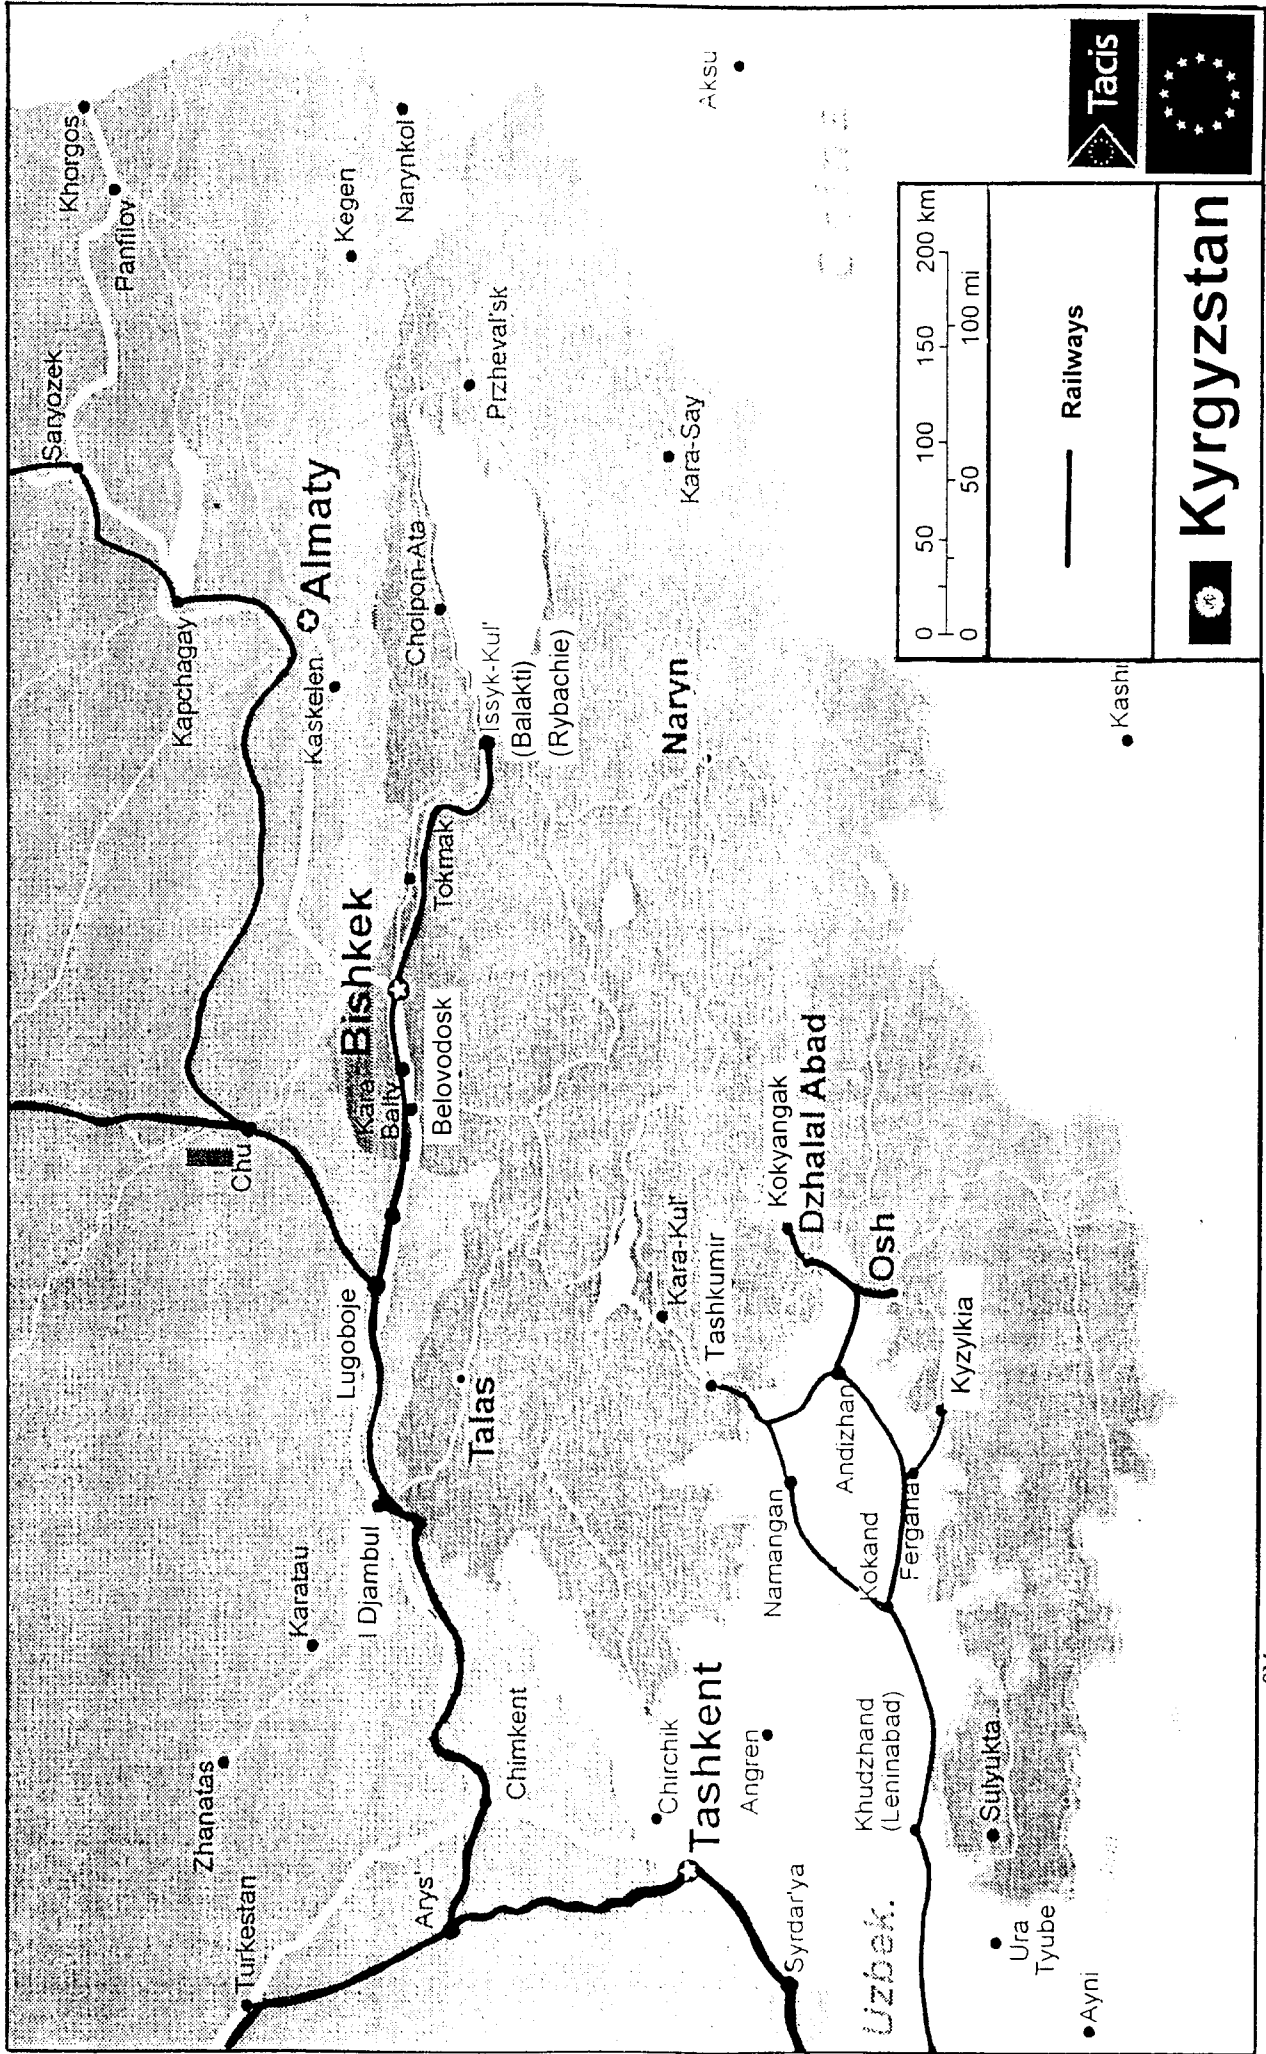 Khorgos
Panfilov
Saryozek
Kegen
Narynkol
Aksu
Almaty
Kapchagay
Kaskelen
Przheval'sk
Cholpon-Ata
Issyk-Kul'
(Balakti)
(Rybachie)
Kara-Say
Naryn
Tokmak
Bishkek
Kare
Balty
Belovodosk
Chu
Lugoboje
Talas
Kara-Kul'
Tashkumir
Kokyangak
Dzhalal Abad
Osh
Kyzylkia
Andizhan
Namangan
Kokand
Fergana
Karatau
Djambul
Zhanatas
Turkestan
Arys'
Chimkent
Chirchik
Tashkent
Angren
Khudzhand
(Leninabad)
Syrdar'ya
Uzbek.
Sulyukta
Ura
Tyube
Ayni
Kashi
Tacis
0 50 100 150 200 km
0 50 100 mi
Railways
Kyrgyzstan